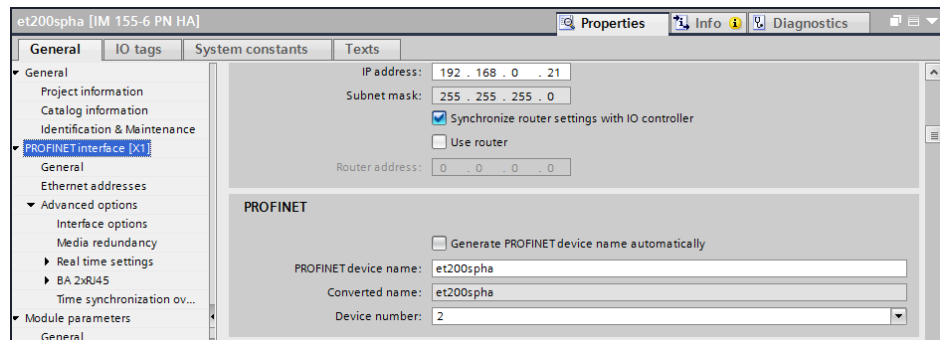 et200spha [IM 155-6 PN HA]
Properties
Info
Diagnostics
General
IO tags
System constants
Texts
General
Project information
Catalog information
Identification & Maintenance
PROFINET interface [X1]
General
Ethernet addresses
Advanced options
Interface options
Media redundancy
Real time settings
BA 2xRJ45
Time synchronization ov...
Module parameters
General
IP address: 192 . 168 . 0 . 21
Subnet mask: 255 . 255 . 255 . 0
Synchronize router settings with IO controller
Use router
Router address: 0 . 0 . 0 . 0
PROFINET
Generate PROFINET device name automatically
PROFINET device name: et200spha
Converted name: et200spha
Device number: 2